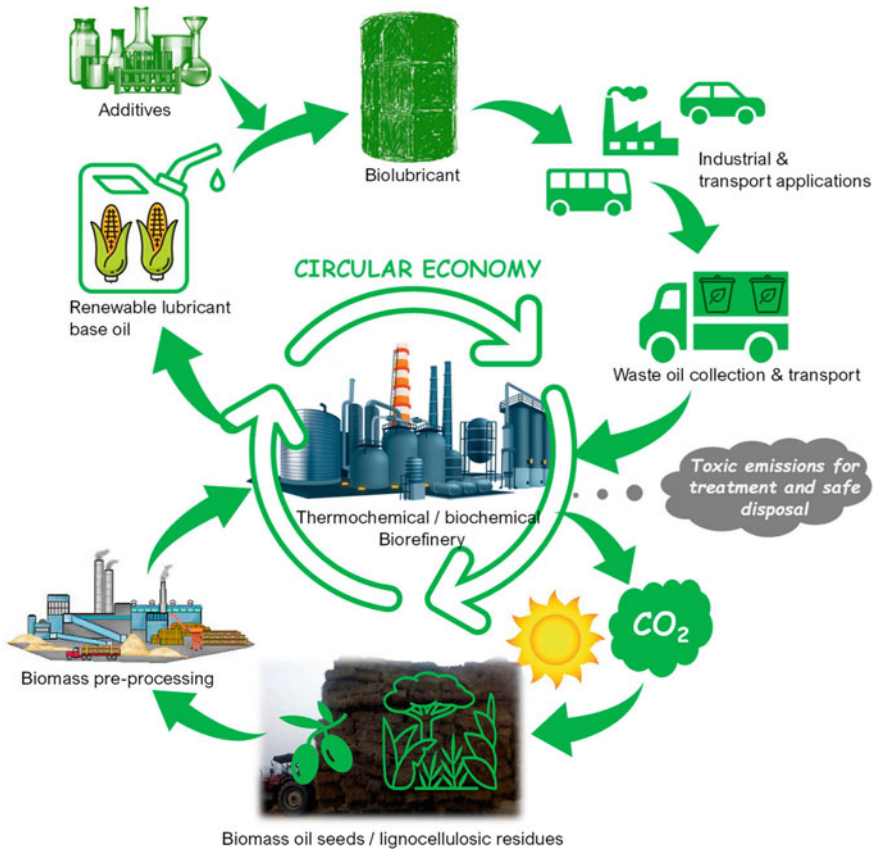 Additives
Biolubricant
Industrial &
transport applications
Renewable lubricant
base oil
CIRCULAR ECONOMY
Waste oil collection & transport
Toxic emissions for
treatment and safe
disposal
Thermochemical / biochemical
Biorefinery
CO₂
Biomass pre-processing
Biomass oil seeds / lignocellulosic residues